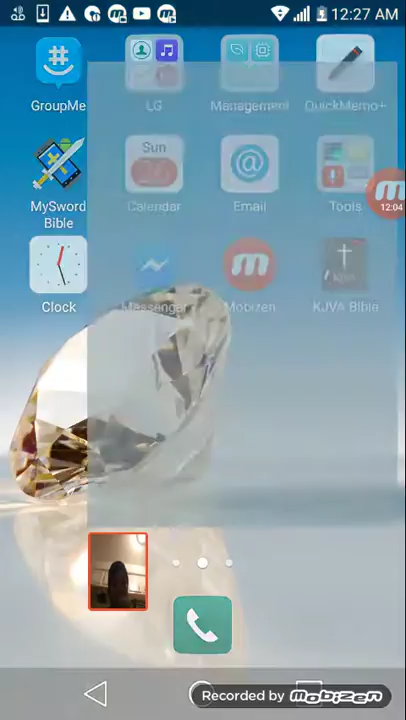 12:27 AM
GroupMe
LG
Management
QuickMemo+
Sun
MySword
Bible
Calendar
Email
Tools
12:04
Clock
Messenger
Mobizen
KJVA Bible
Recorded by Mobizen